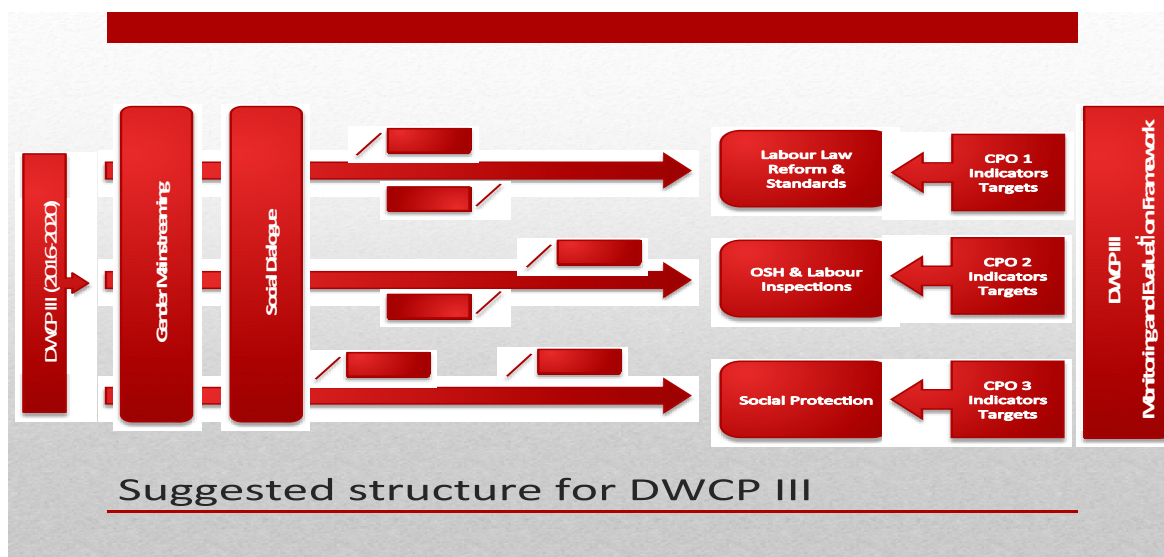 DWCP III (2016-2020)
Gender Mainstreaming
Social Dialogue
Labour Law
Reform &
Standards
CPO 1
Indicators
Targets
OSH & Labour
Inspections
CPO 2
Indicators
Targets
Social Protection
CPO 3
Indicators
Targets
DWCP III
Monitoring and Evaluation Framework
Suggested structure for DWCP III